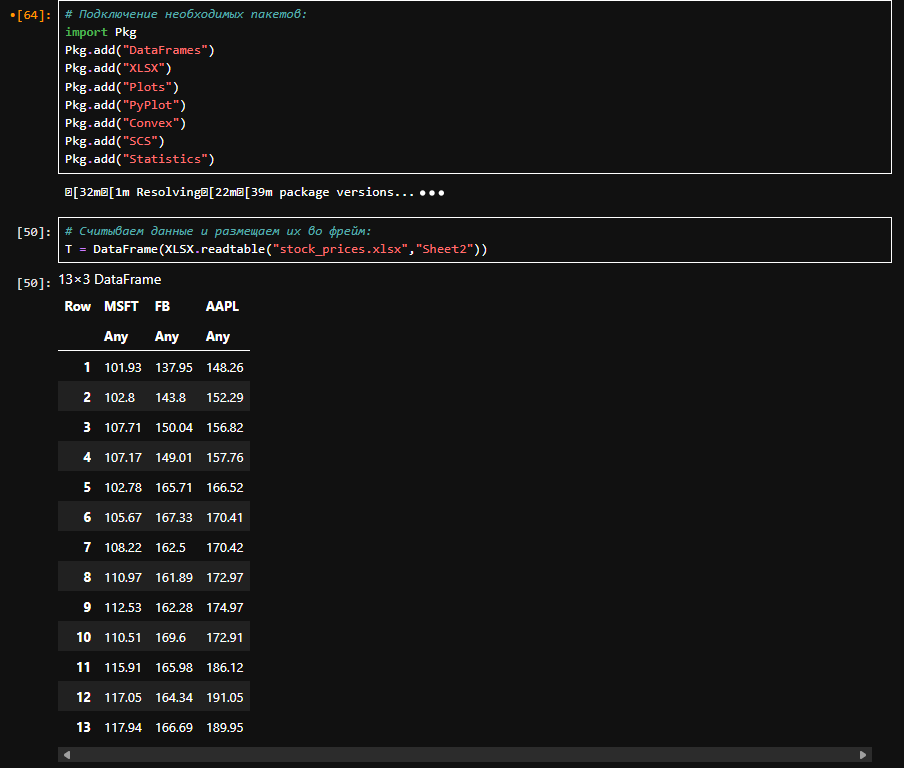 •[64]: # Подключение необходимых пакетов:
import Pkg
Pkg.add("DataFrames")
Pkg.add("XLSX")
Pkg.add("Plots")
Pkg.add("PyPlot")
Pkg.add("Convex")
Pkg.add("SCS")
Pkg.add("Statistics")
[32m[1m Resolving[22m[39m package versions... •••
[50]: # Считываем данные и размещаем их во фрейм:
T = DataFrame(XLSX.readtable("stock_prices.xlsx","Sheet2"))
[50]: 13×3 DataFrame
Row MSFT FB AAPL
Any Any Any
1 101.93 137.95 148.26
2 102.8 143.8 152.29
3 107.71 150.04 156.82
4 107.17 149.01 157.76
5 102.78 165.71 166.52
6 105.67 167.33 170.41
7 108.22 162.5 170.42
8 110.97 161.89 172.97
9 112.53 162.28 174.97
10 110.51 169.6 172.91
11 115.91 165.98 186.12
12 117.05 164.34 191.05
13 117.94 166.69 189.95